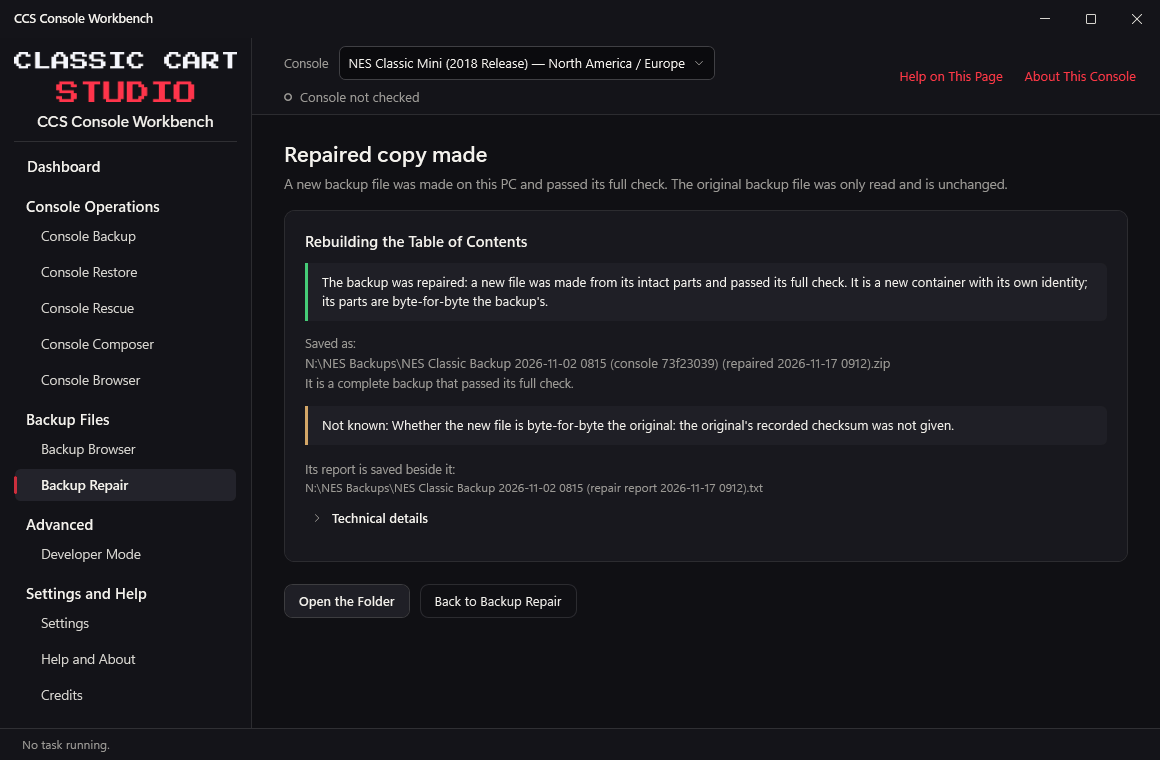 CCS Console Workbench
CLASSIC CART
STUDIO
CCS Console Workbench
Dashboard
Console Operations
Console Backup
Console Restore
Console Rescue
Console Composer
Console Browser
Backup Files
Backup Browser
Backup Repair
Advanced
Developer Mode
Settings and Help
Settings
Help and About
Credits
Console
NES Classic Mini (2018 Release) — North America / Europe
Console not checked
Help on This Page
About This Console
Repaired copy made
A new backup file was made on this PC and passed its full check. The original backup file was only read and is unchanged.
Rebuilding the Table of Contents
The backup was repaired: a new file was made from its intact parts and passed its full check. It is a new container with its own identity;
its parts are byte-for-byte the backup's.
Saved as:
N:\NES Backups\NES Classic Backup 2026-11-02 0815 (console 73f23039) (repaired 2026-11-17 0912).zip
It is a complete backup that passed its full check.
Not known: Whether the new file is byte-for-byte the original: the original's recorded checksum was not given.
Its report is saved beside it:
N:\NES Backups\NES Classic Backup 2026-11-02 0815 (repair report 2026-11-17 0912).txt
Technical details
Open the Folder
Back to Backup Repair
No task running.